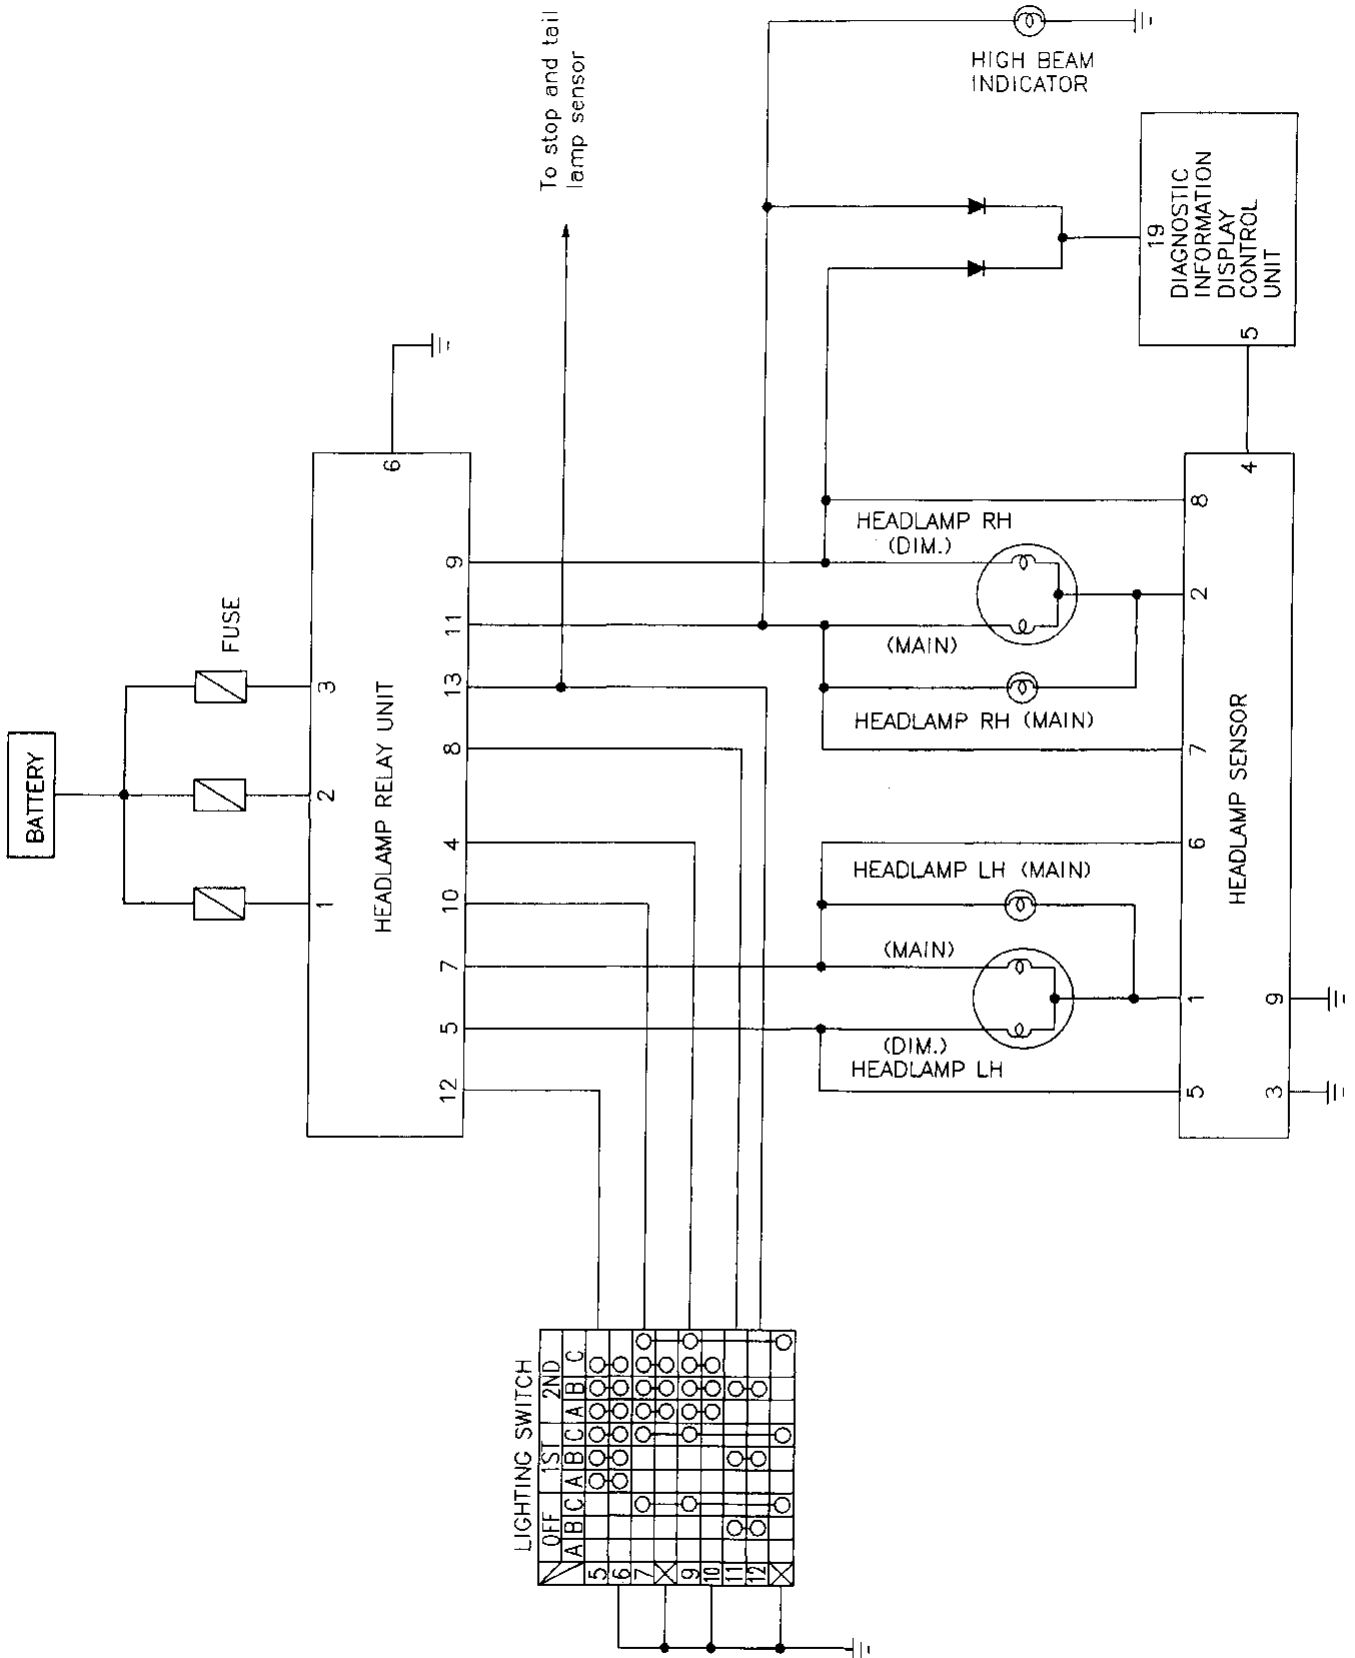 BATTERY
FUSE
1
2
3
HEADLAMP RELAY UNIT
6
12
5
7
10
4
8
13
11
9
To stop and tail
lamp sensor
LIGHTING SWITCH
OFF
1ST
2ND
A
B
C
A
B
C
A
B
C
5
6
7
9
10
11
12
(DIM.)
HEADLAMP LH
(MAIN)
HEADLAMP LH (MAIN)
HEADLAMP RH (MAIN)
(MAIN)
HEADLAMP RH
(DIM.)
5
1
6
7
2
8
HEADLAMP SENSOR
3
9
4
HIGH BEAM
INDICATOR
19
DIAGNOSTIC
INFORMATION
DISPLAY
CONTROL
UNIT
5